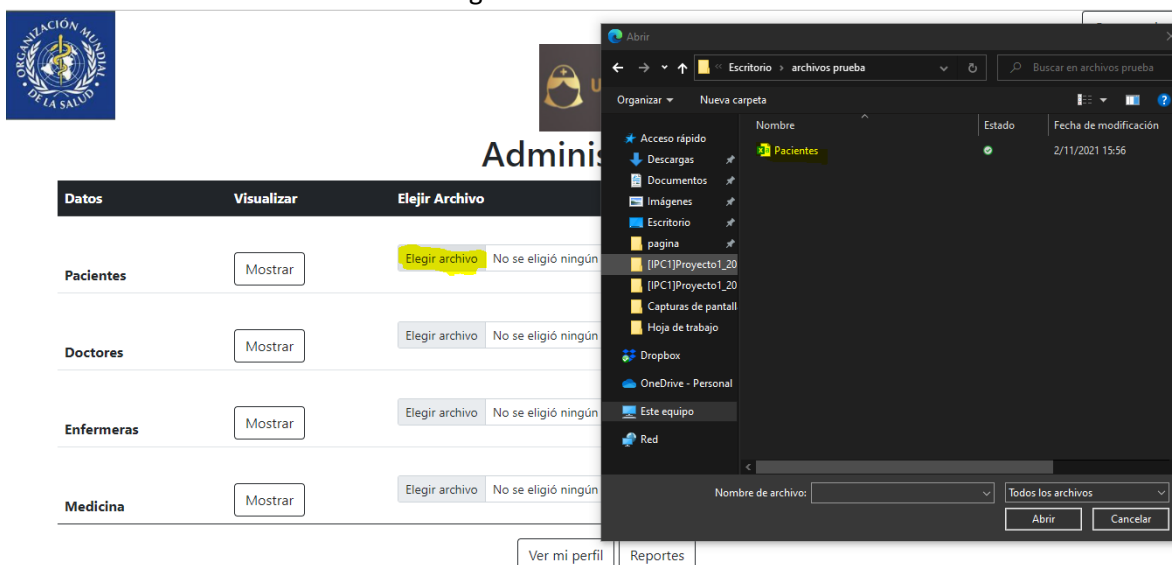 ORGANIZACIÓN MUNDIAL
DE LA SALUD
U
Adminis
Datos Visualizar Elejir Archivo
Pacientes Mostrar Elegir archivo No se eligió ningún
Doctores Mostrar Elegir archivo No se eligió ningún
Enfermeras Mostrar Elegir archivo No se eligió ningún
Medicina Mostrar Elegir archivo No se eligió ningún
Ver mi perfil Reportes
Abrir
« Escritorio › archivos prueba
Buscar en archivos prueba
Organizar Nueva carpeta
Nombre Estado Fecha de modificación
Pacientes 2/11/2021 15:56
Acceso rápido
Descargas
Documentos
Imágenes
Escritorio
pagina
[IPC1]Proyecto1_20
[IPC1]Proyecto1_20
Capturas de pantall
Hoja de trabajo
Dropbox
OneDrive - Personal
Este equipo
Red
Nombre de archivo: Todos los archivos
Abrir Cancelar